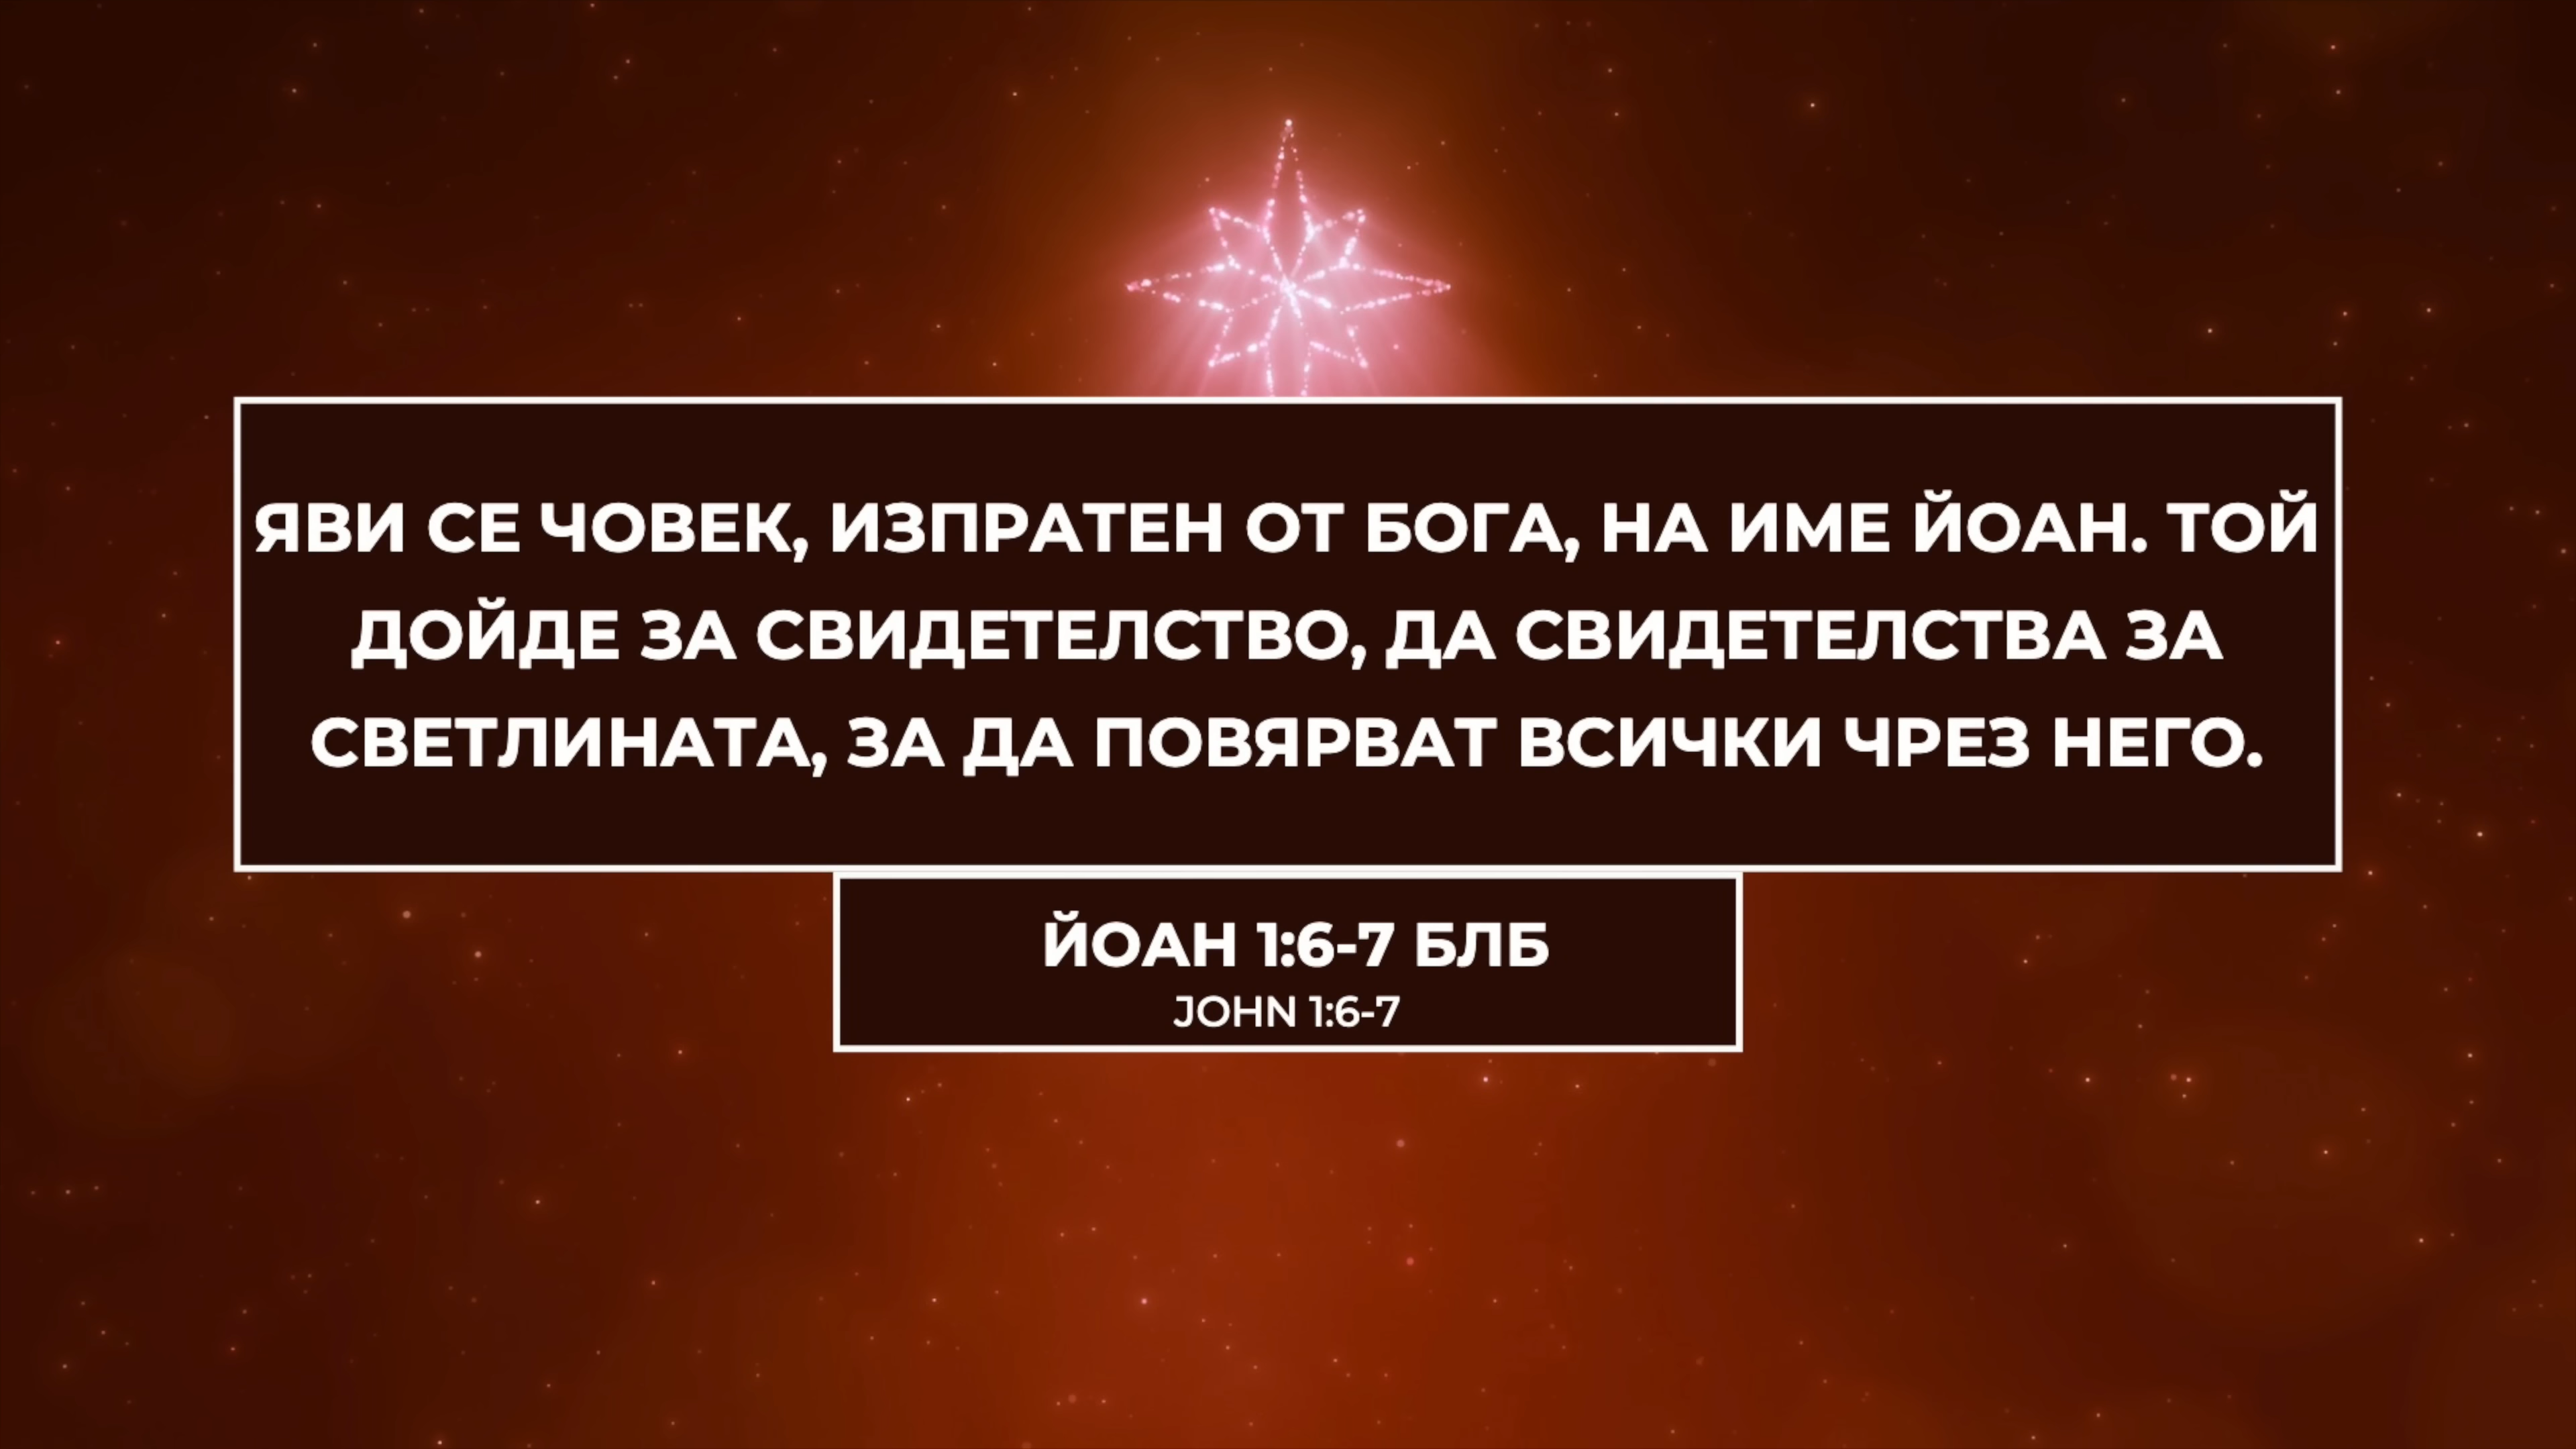 ЯВИ СЕ ЧОВЕК, ИЗПРАТЕН ОТ БОГА, НА ИМЕ ЙОАН. ТОЙ
ДОЙДЕ ЗА СВИДЕТЕЛСТВО, ДА СВИДЕТЕЛСТВА ЗА
СВЕТЛИНАТА, ЗА ДА ПОВЯРВАТ ВСИЧКИ ЧРЕЗ НЕГО.
ЙОАН 1:6-7 БЛБ
JOHN 1:6-7